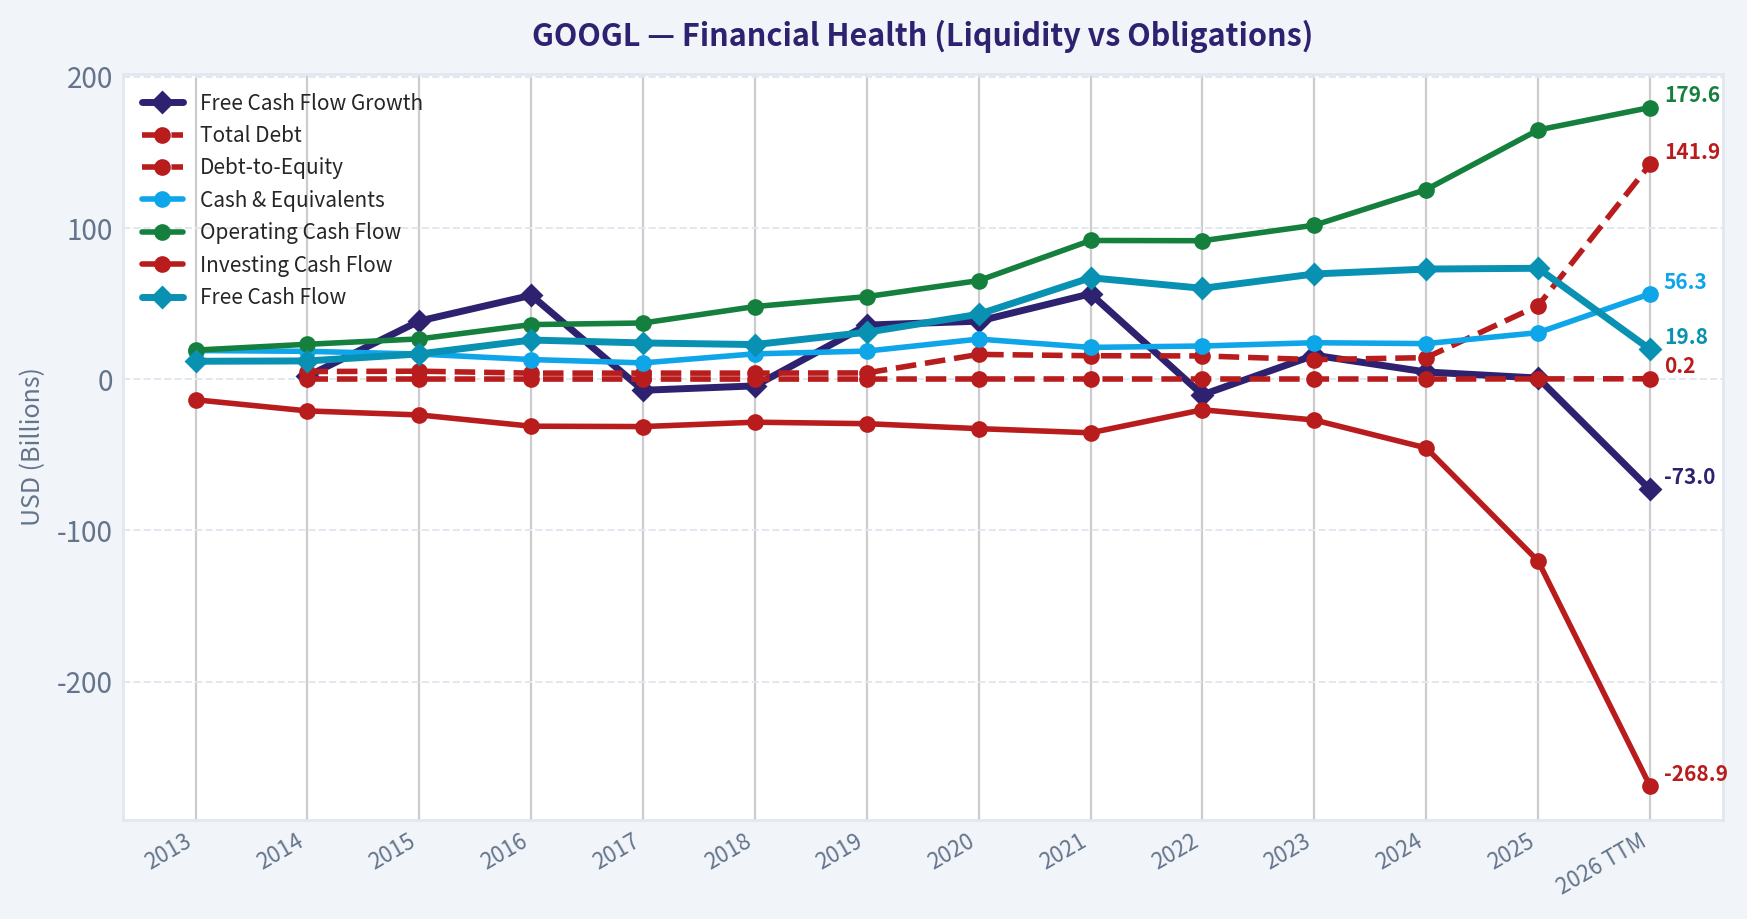 GOOGL — Financial Health (Liquidity vs Obligations)
USD (Billions)
200
100
0
-100
-200
Free Cash Flow Growth
Total Debt
Debt-to-Equity
Cash & Equivalents
Operating Cash Flow
Investing Cash Flow
Free Cash Flow
179.6
141.9
56.3
19.8
0.2
-73.0
-268.9
2013
2014
2015
2016
2017
2018
2019
2020
2021
2022
2023
2024
2025
2026 TTM